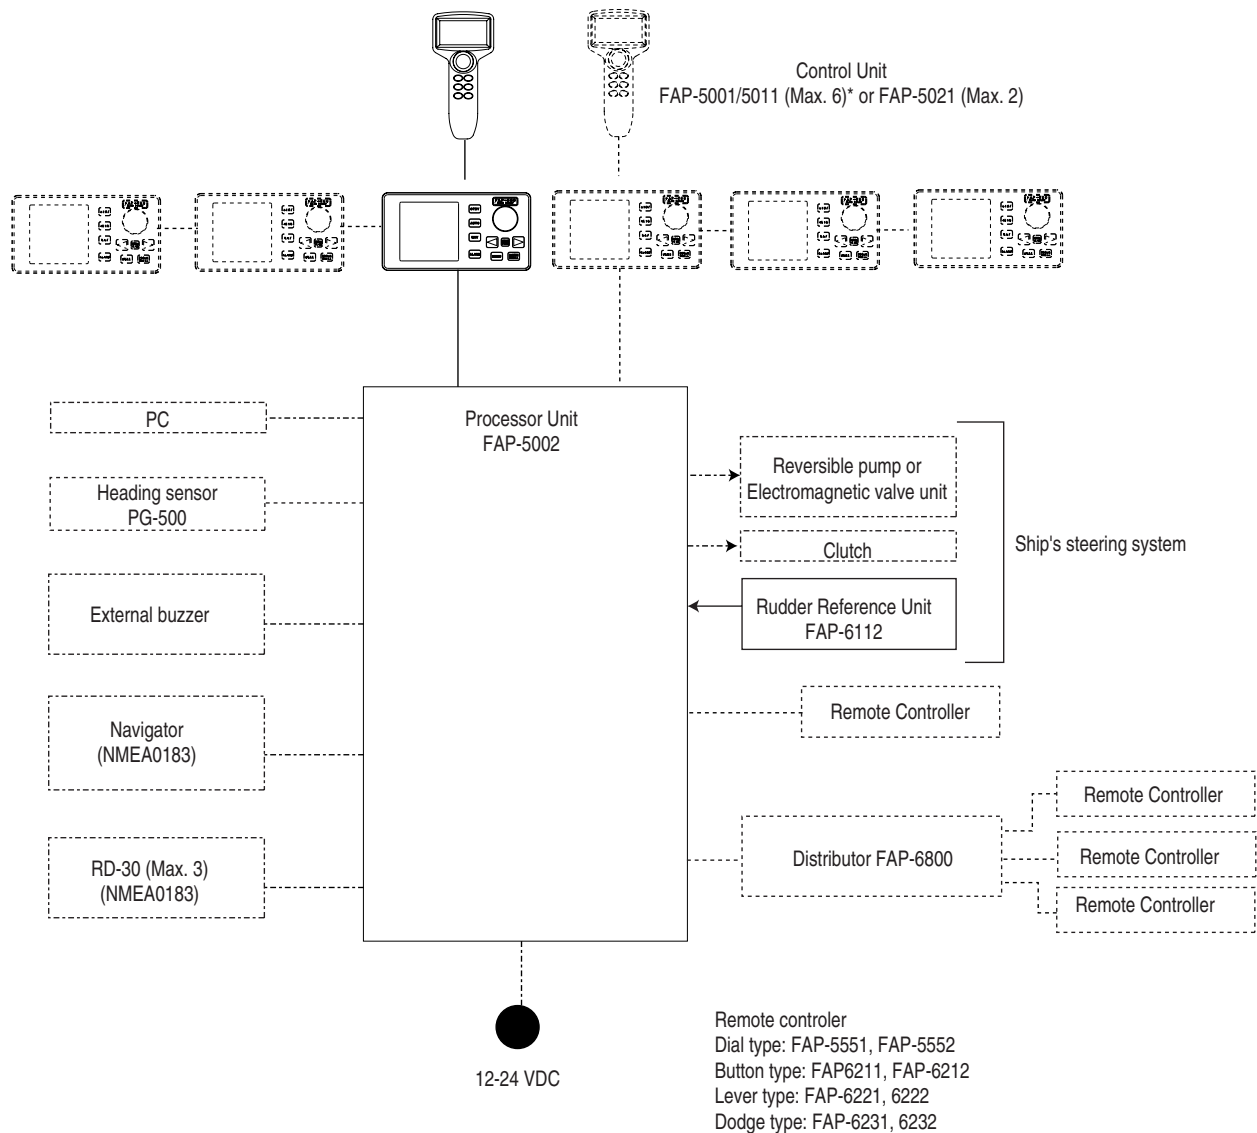 Control Unit
FAP-5001/5011 (Max. 6)* or FAP-5021 (Max. 2)
PC
Processor Unit
FAP-5002
Heading sensor
PG-500
Reversible pump or
Electromagnetic valve unit
Clutch
Ship's steering system
External buzzer
Rudder Reference Unit
FAP-6112
Navigator
(NMEA0183)
Remote Controller
RD-30 (Max. 3)
(NMEA0183)
Distributor FAP-6800
Remote Controller
Remote Controller
Remote Controller
12-24 VDC
Remote controler
Dial type: FAP-5551, FAP-5552
Button type: FAP6211, FAP-6212
Lever type: FAP-6221, 6222
Dodge type: FAP-6231, 6232